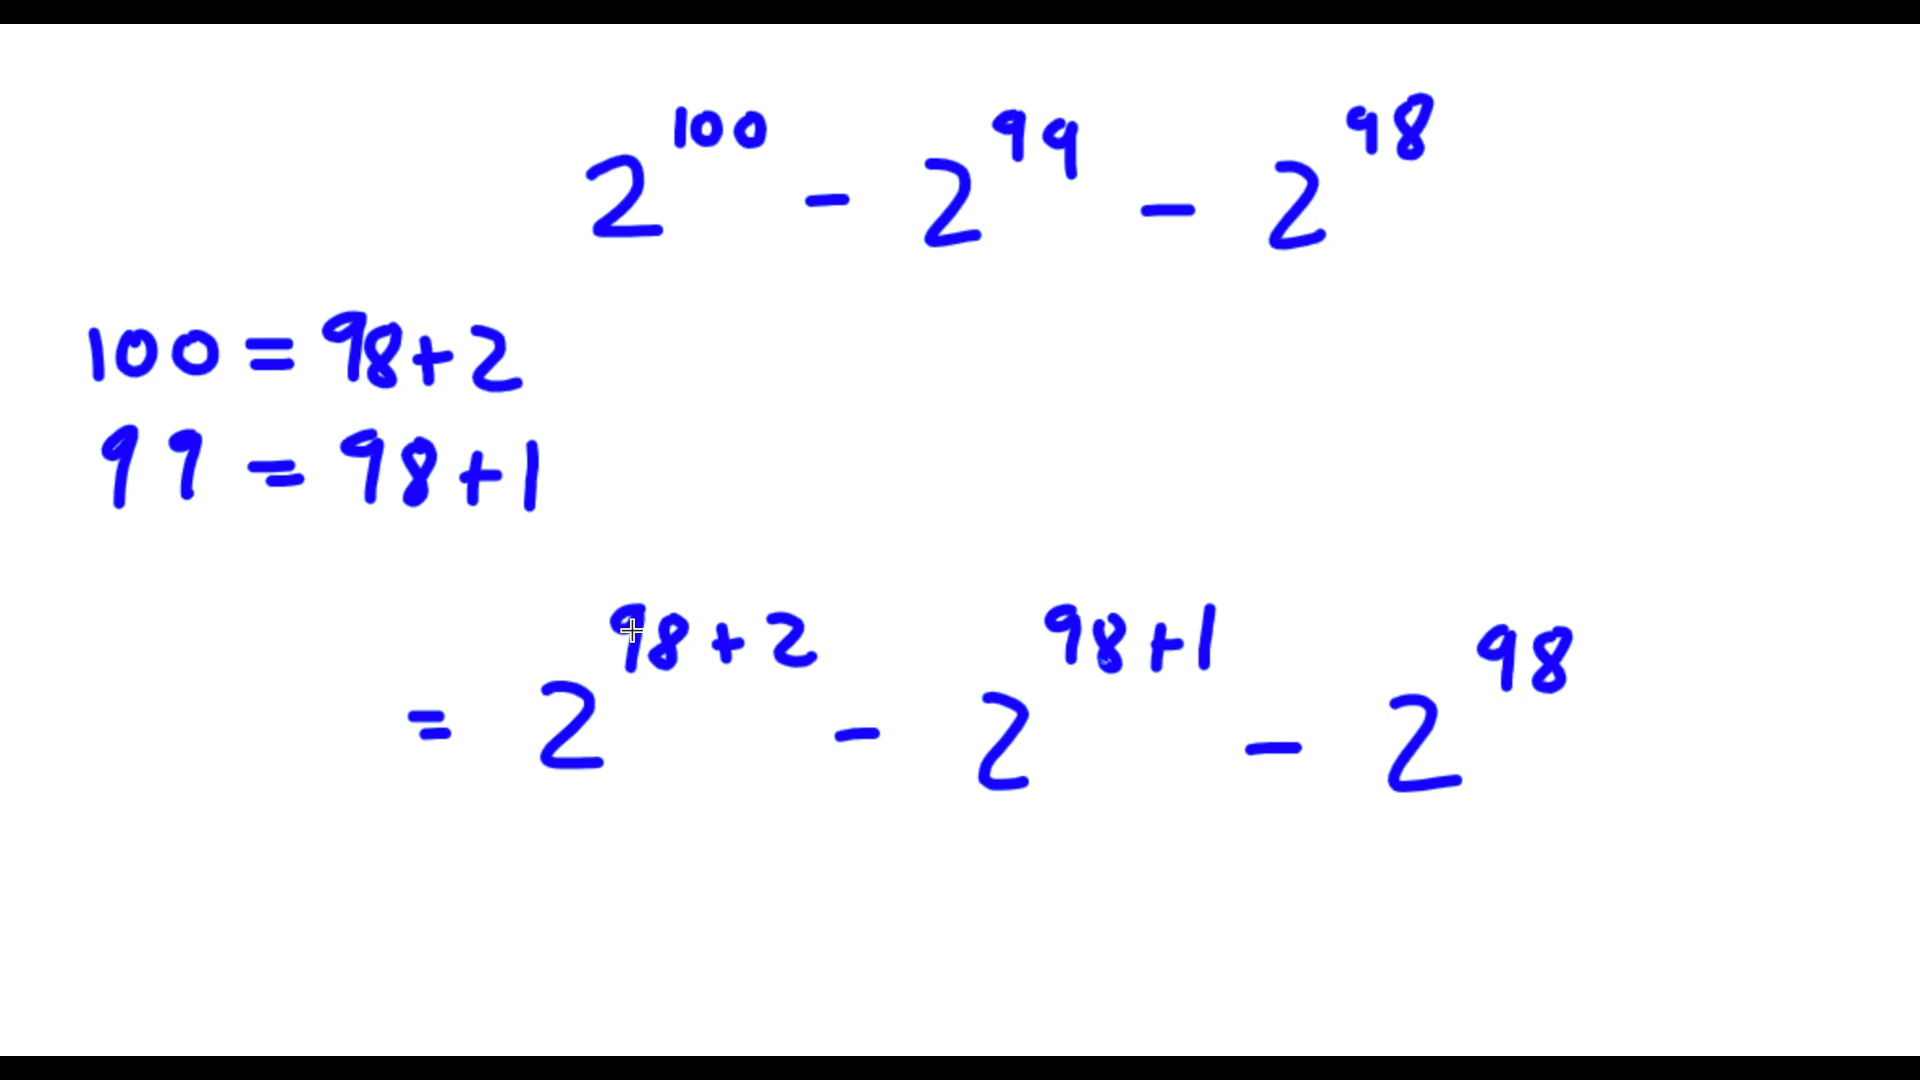 2^100 - 2^99 - 2^98
100 = 98+2
99 = 98+1
= 2^98+2 - 2^98+1 - 2^98